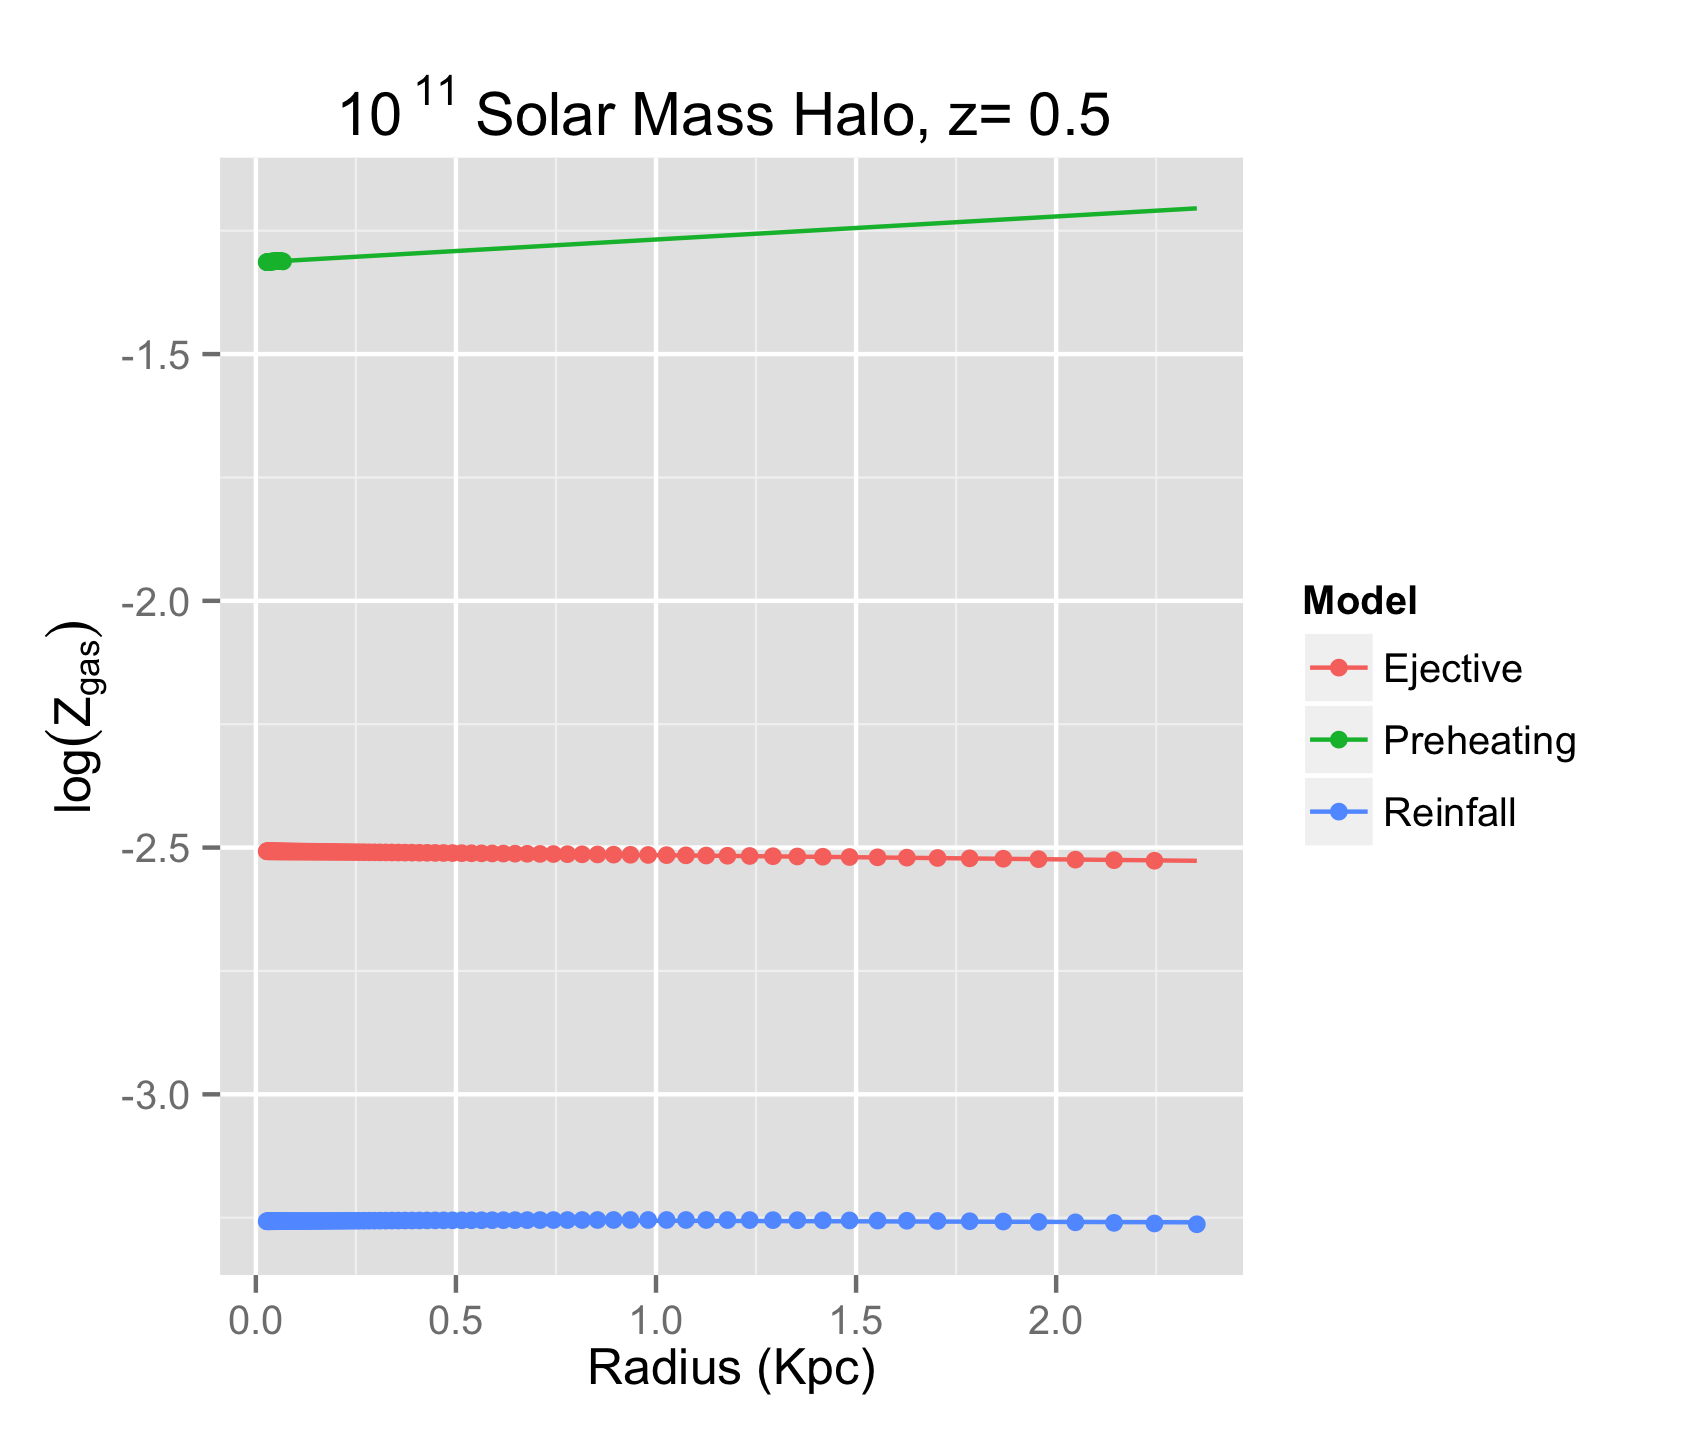 10 11 Solar Mass Halo, z= 0.5
-1.5
-2.0
-2.5
-3.0
log(Zgas)
0.0 0.5 1.0 1.5 2.0
Radius (Kpc)
Model
Ejective
Preheating
Reinfall